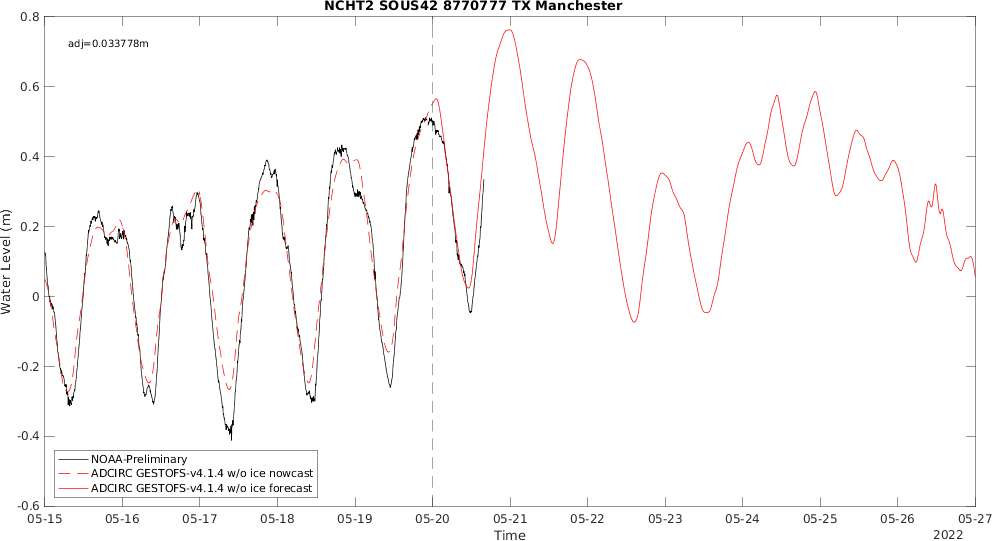 NCHT2 SOUS42 8770777 TX Manchester
adj=0.033778m
Water Level (m)
0.8
0.6
0.4
0.2
0
-0.2
-0.4
-0.6
NOAA-Preliminary
ADCIRC GESTOFS-v4.1.4 w/o ice nowcast
ADCIRC GESTOFS-v4.1.4 w/o ice forecast
05-15 05-16 05-17 05-18 05-19 05-20 05-21 05-22 05-23 05-24 05-25 05-26 05-27
Time
2022